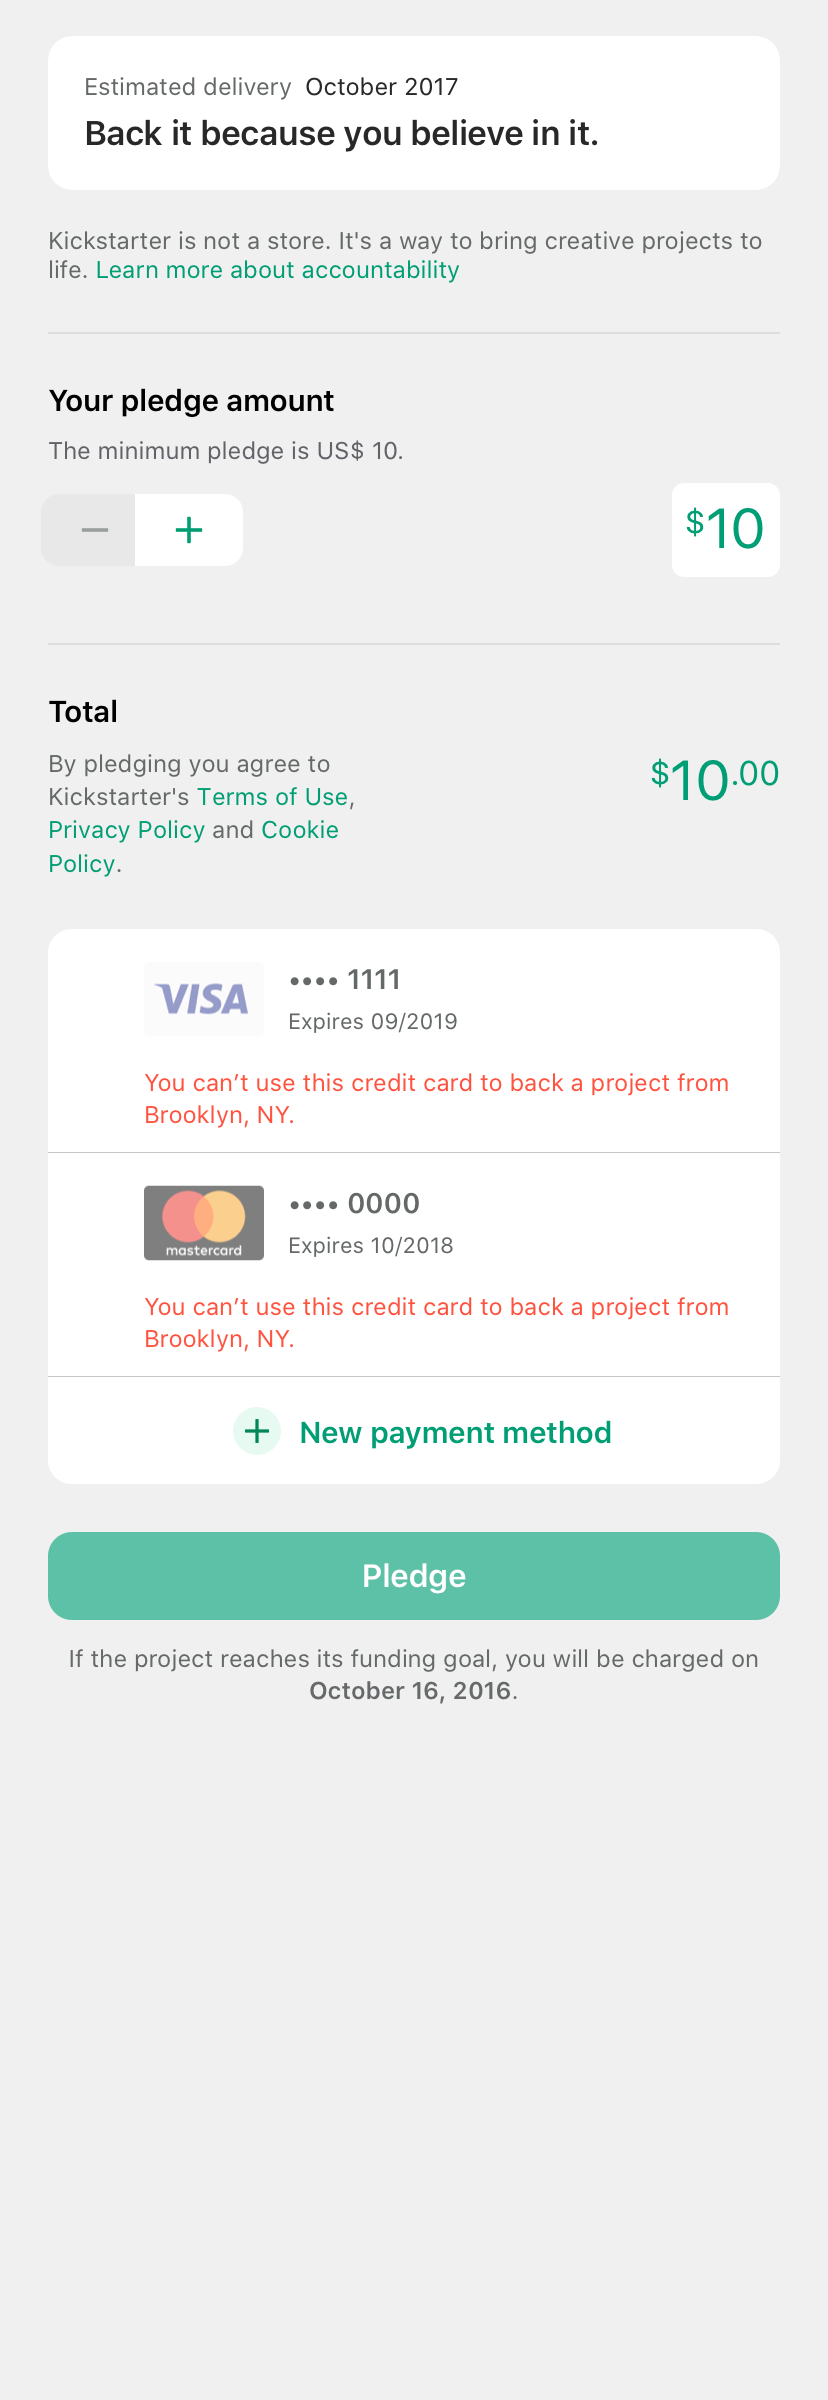 Estimated delivery October 2017
Back it because you believe in it.
Kickstarter is not a store. It's a way to bring creative projects to
life. Learn more about accountability
Your pledge amount
The minimum pledge is US$ 10.
− + $10
Total
By pledging you agree to
Kickstarter's Terms of Use,
Privacy Policy and Cookie
Policy.
$10.00
VISA •••• 1111
Expires 09/2019
You can’t use this credit card to back a project from
Brooklyn, NY.
•••• 0000
mastercard Expires 10/2018
You can’t use this credit card to back a project from
Brooklyn, NY.
+ New payment method
Pledge
If the project reaches its funding goal, you will be charged on
October 16, 2016.